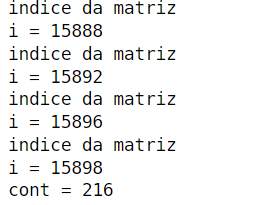 indice da matriz
i = 15888
indice da matriz
i = 15892
indice da matriz
i = 15896
indice da matriz
i = 15898
cont = 216